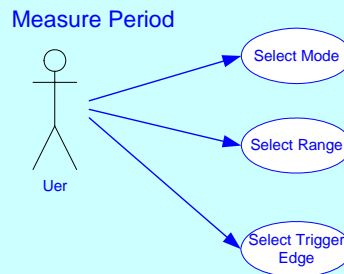 Measure Period
Select Mode
Select Range
Uer
Select Trigger
Edge